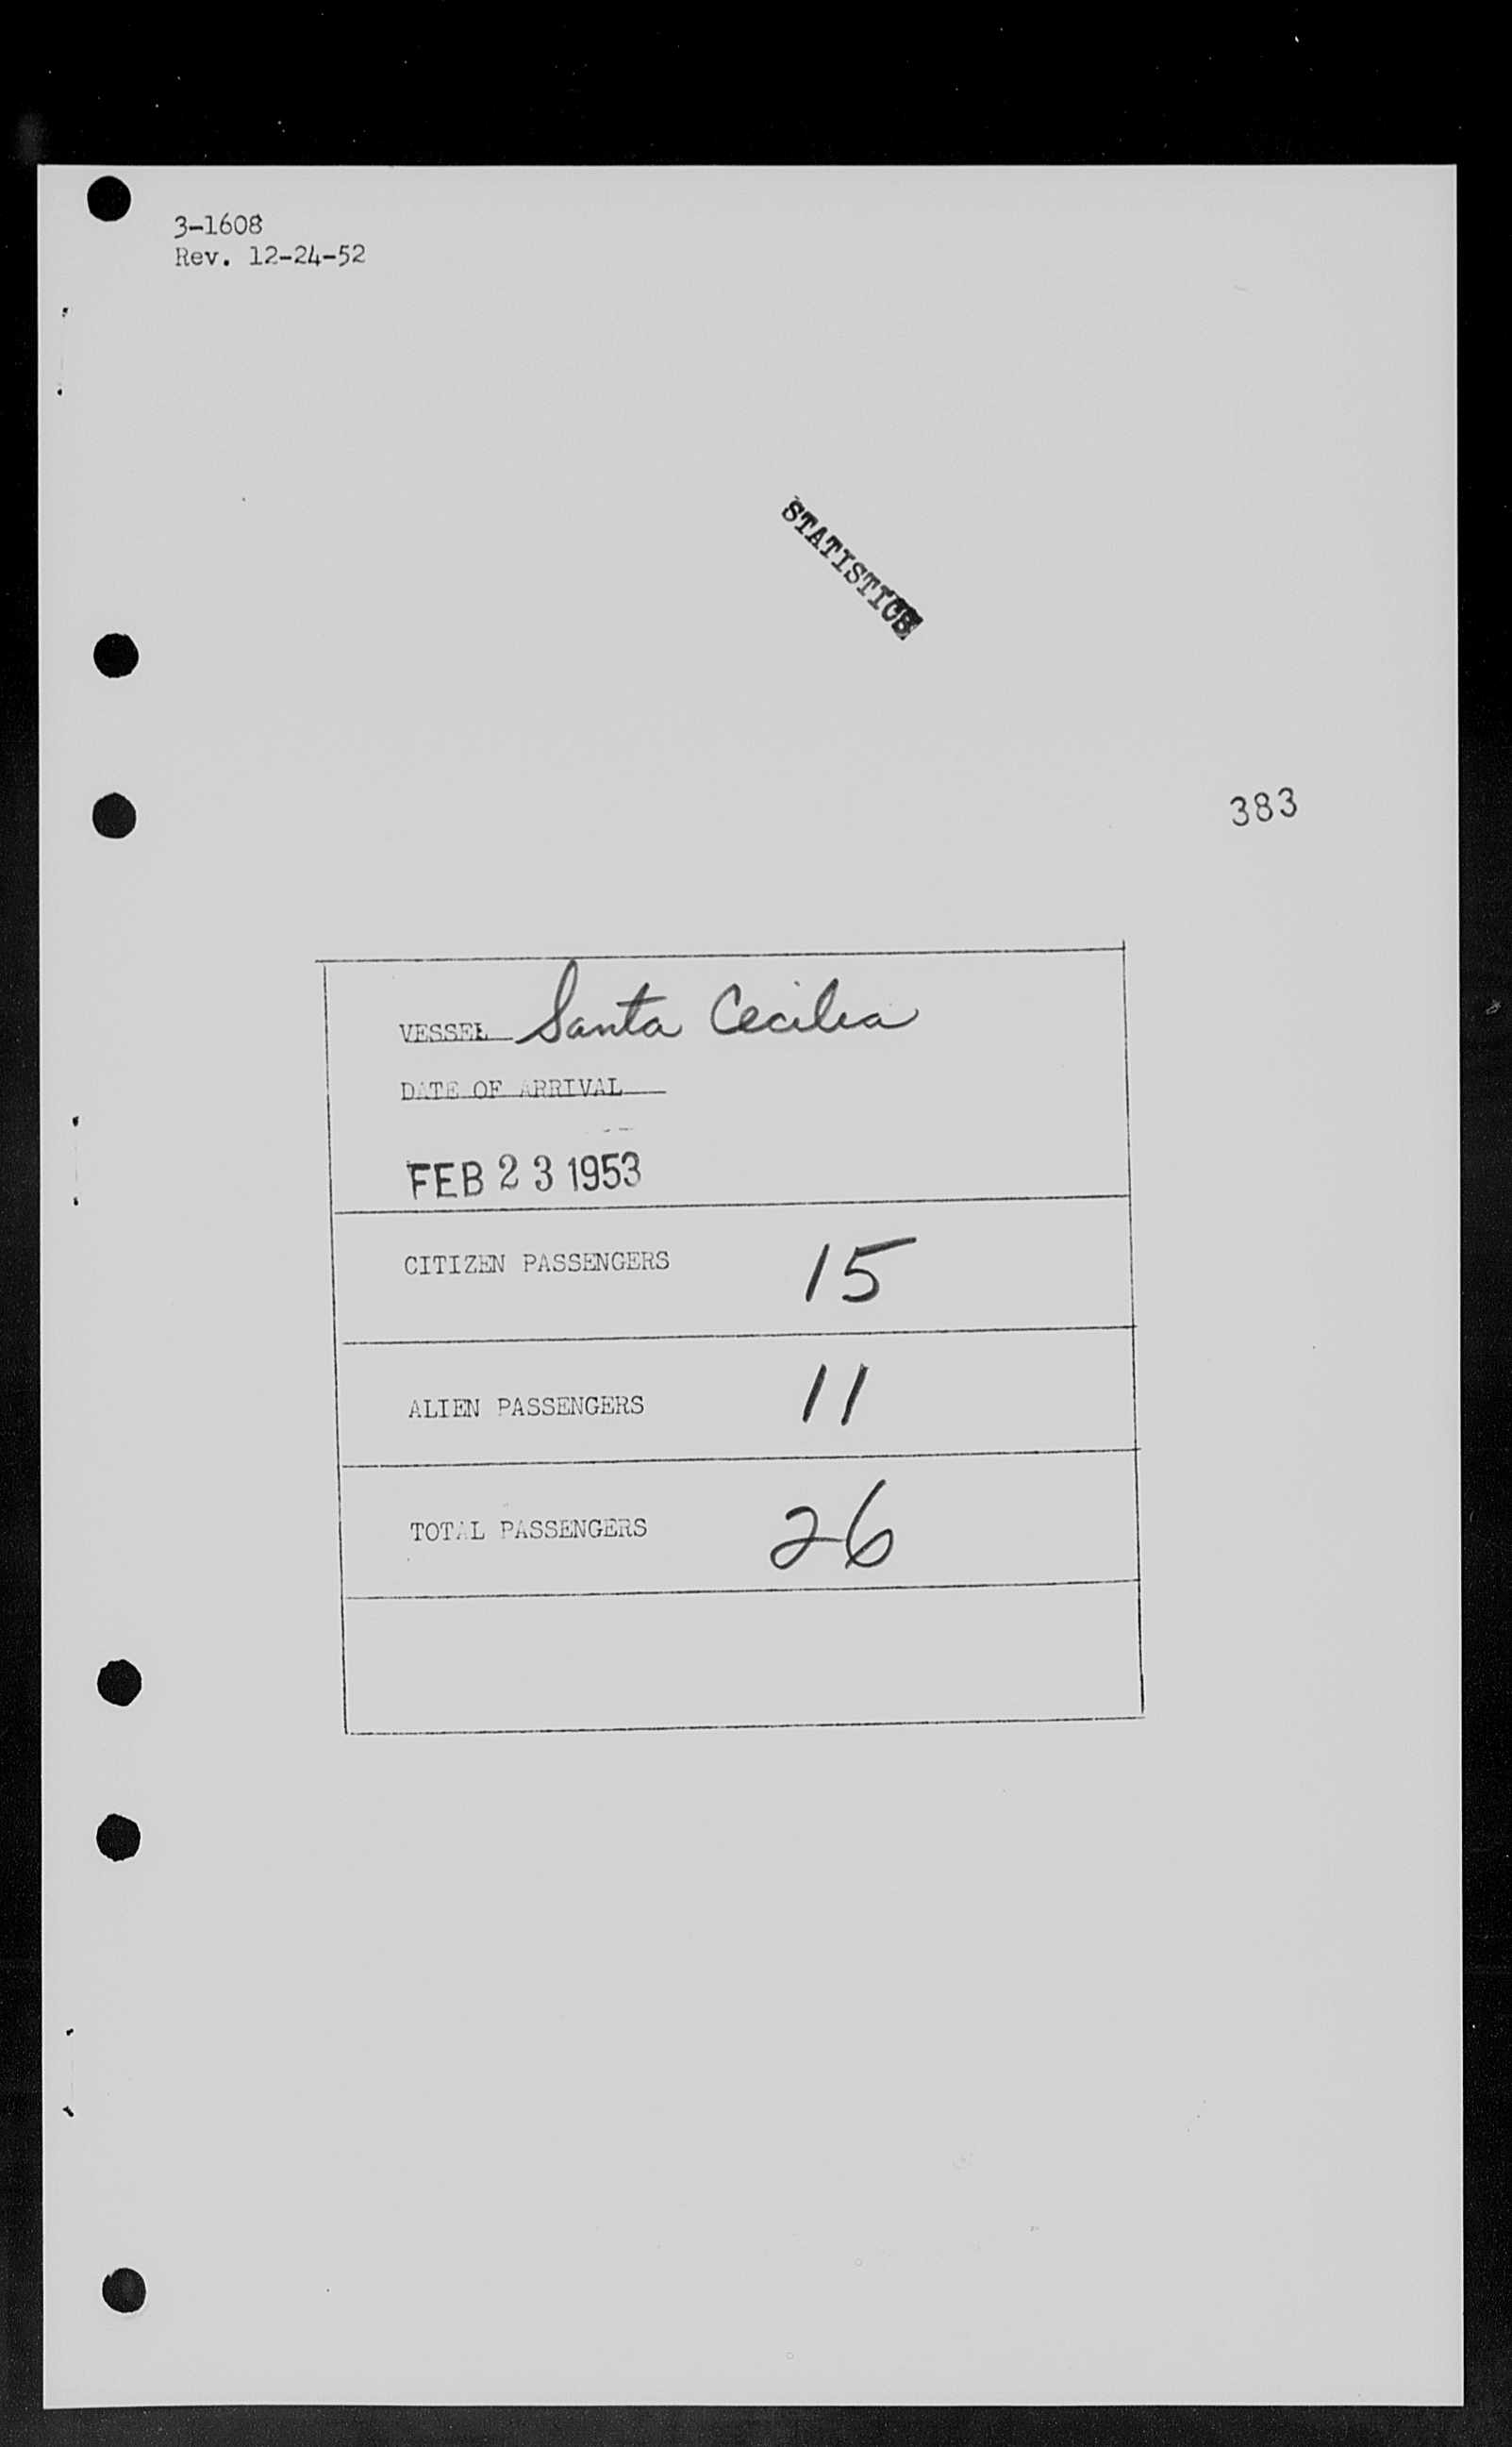 3-1608
Rev. 12-24-52
STATISTICS
383
VESSEL Santa Cecilia
DATE OF ARRIVAL
FEB 23 1953
CITIZEN PASSENGERS 15
ALIEN PASSENGERS 11
TOTAL PASSENGERS 26